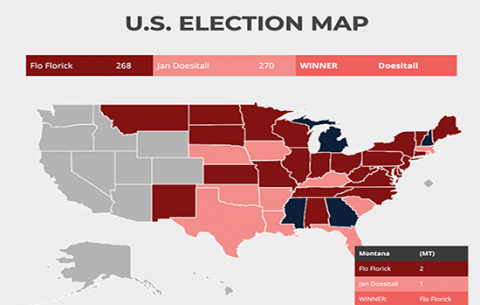 U.S. ELECTION MAP
Flo Florick 268 Jan Doesitall 270 WINNER Doesitall
Montana (MT)
Flo Florick 2
Jan Doesitall 1
WINNER: Flo Florick